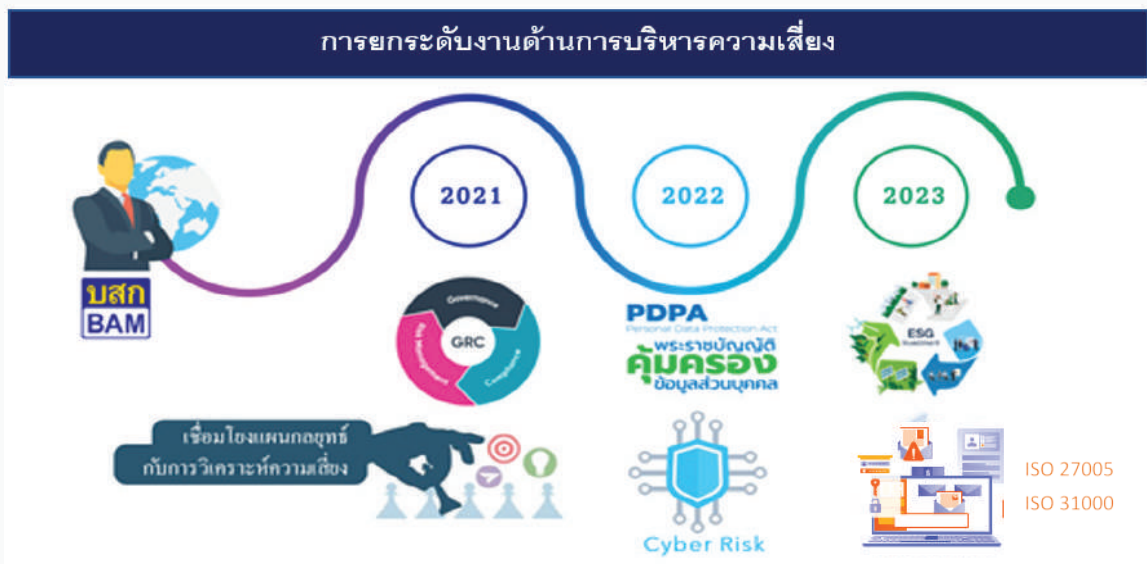 การยกระดับงานด้านการบริหารความเสี่ยง
2021
2022
2023
บสก
BAM
Governance
Risk Management
GRC
Compliance
PDPA
Personal Data Protection Act
พระราชบัญญัติ
คุ้มครอง
ข้อมูลส่วนบุคคล
ESG
Investment
เชื่อมโยงแผนกลยุทธ์
กับการวิเคราะห์ความเสี่ยง
Cyber Risk
ISO 27005
ISO 31000